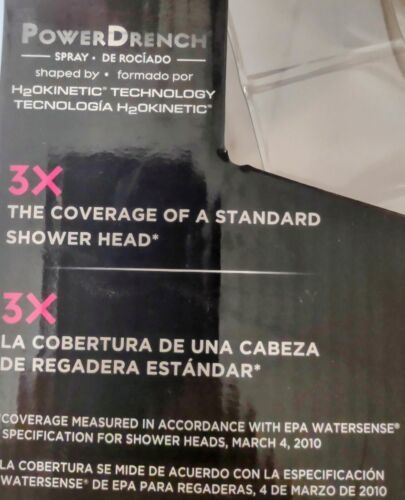 POWERDRENCH
SPRAY • DE ROCÍADO
shaped by • formado por
H2OKINETIC® TECHNOLOGY
TECNOLOGÍA H2OKINETIC®
3X
THE COVERAGE OF A STANDARD
SHOWER HEAD*
3X
LA COBERTURA DE UNA CABEZA
DE REGADERA ESTÁNDAR*
*COVERAGE MEASURED IN ACCORDANCE WITH EPA WATERSENSE®
SPECIFICATION FOR SHOWER HEADS, MARCH 4, 2010
LA COBERTURA SE MIDE DE ACUERDO CON LA ESPECIFICACIÓN
WATERSENSE® DE EPA PARA REGADERAS, 4 DE MARZO DE 2010